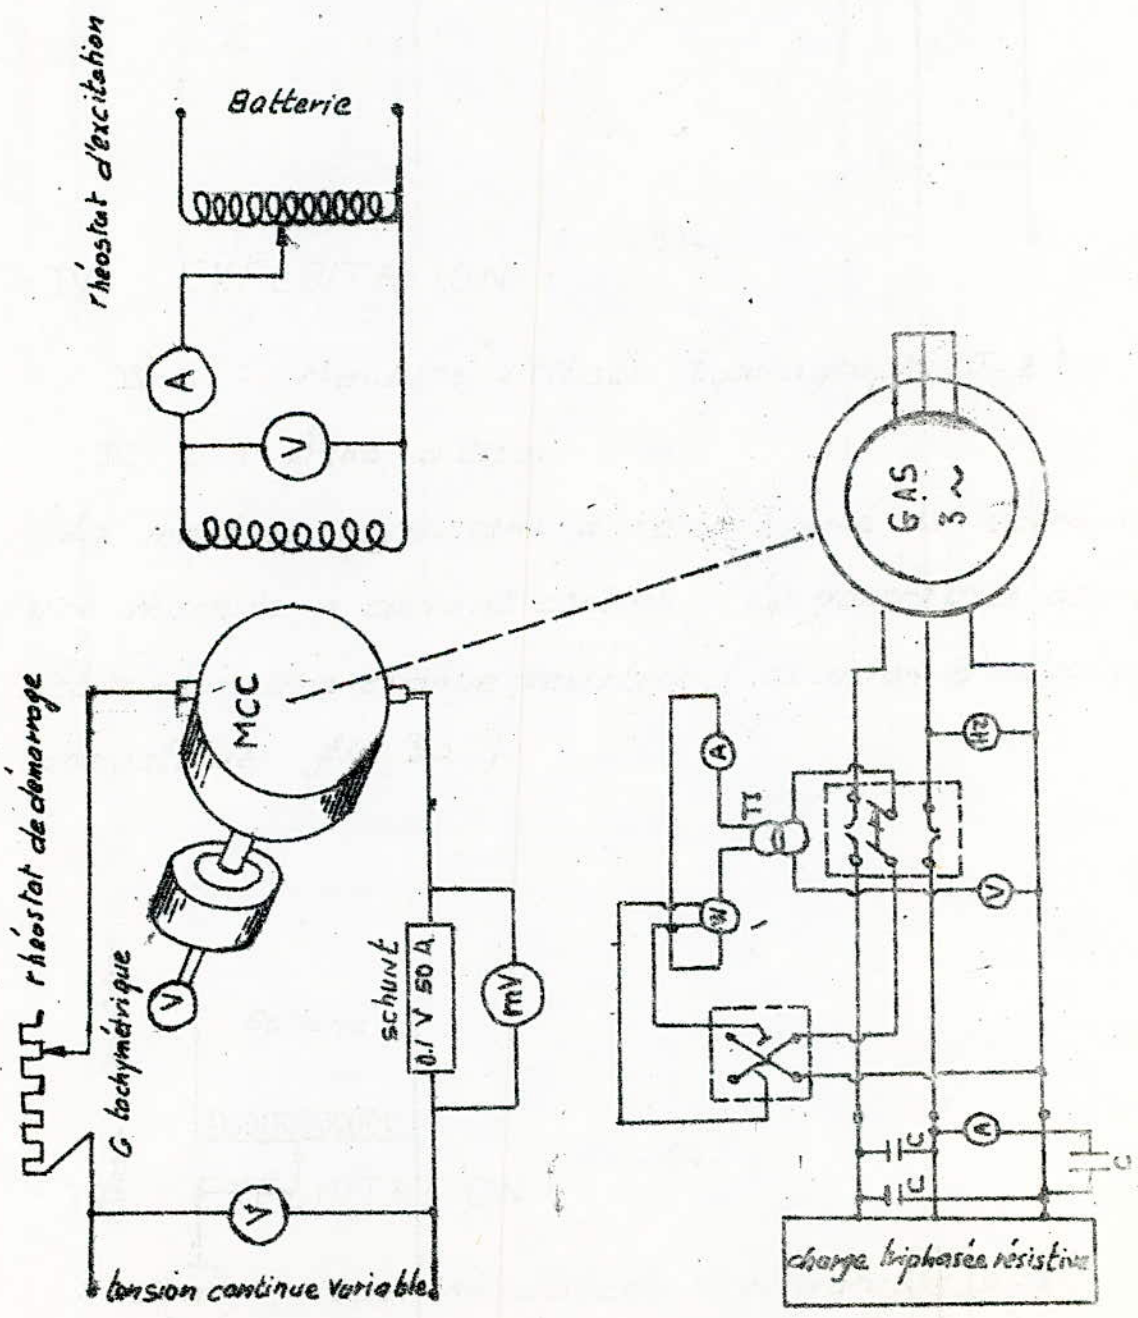 rhéostat d'excitation
Batterie
A
V
rhéostat de démarrage
MCC
V
G tachymétrique
schunt
0.1 V 50 A
mV
V
tension continue variable
GAS
3 ~
A
TI
W
HZ
V
A
C
C
C
charge triphasée résistive